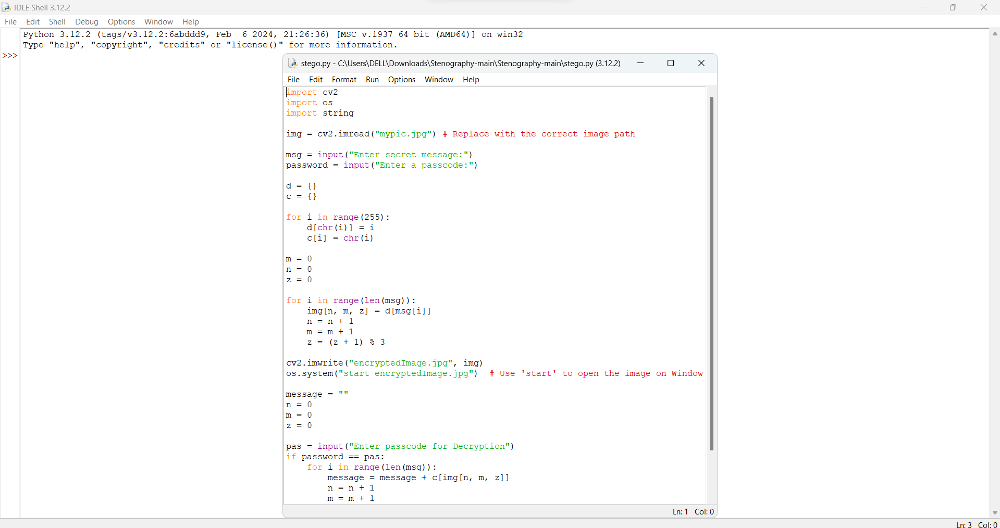 IDLE Shell 3.12.2
File Edit Shell Debug Options Window Help
Python 3.12.2 (tags/v3.12.2:6abddd9, Feb  6 2024, 21:26:36) [MSC v.1937 64 bit (AMD64)] on win32
Type "help", "copyright", "credits" or "license()" for more information.
>>>
stego.py - C:\Users\DELL\Downloads\Stenography-main\Stenography-main\stego.py (3.12.2)
File Edit Format Run Options Window Help
import cv2
import os
import string
img = cv2.imread("mypic.jpg") # Replace with the correct image path
msg = input("Enter secret message:")
password = input("Enter a passcode:")
d = {}
c = {}
for i in range(255):
    d[chr(i)] = i
    c[i] = chr(i)
m = 0
n = 0
z = 0
for i in range(len(msg)):
    img[n, m, z] = d[msg[i]]
    n = n + 1
    m = m + 1
    z = (z + 1) % 3
cv2.imwrite("encryptedImage.jpg", img)
os.system("start encryptedImage.jpg")  # Use 'start' to open the image on Window
message = ""
n = 0
m = 0
z = 0
pas = input("Enter passcode for Decryption")
if password == pas:
    for i in range(len(msg)):
        message = message + c[img[n, m, z]]
        n = n + 1
        m = m + 1
Ln: 1 Col: 0
Ln: 3 Col: 0